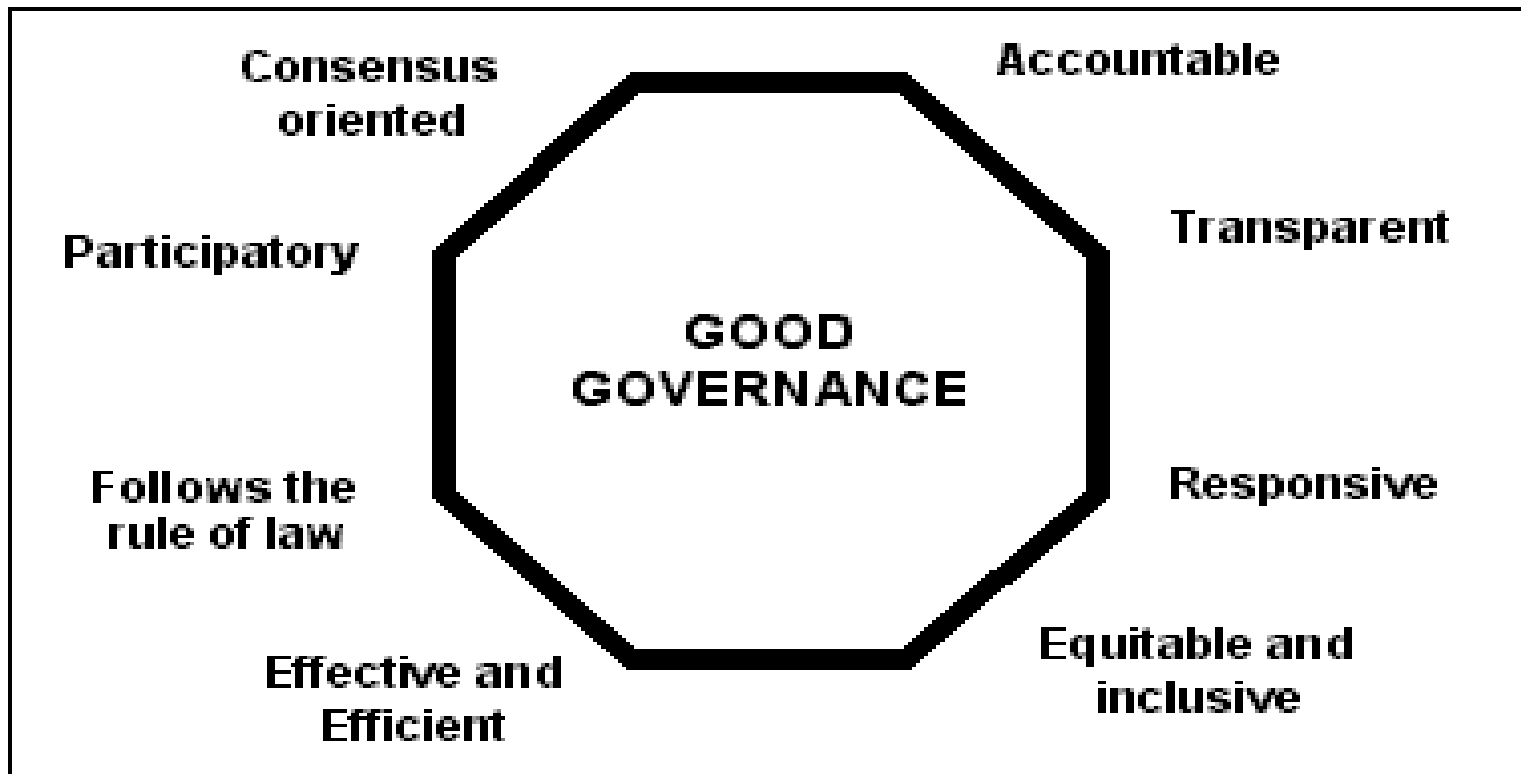 Consensus
oriented
Accountable
Participatory
Transparent
GOOD
GOVERNANCE
Follows the
rule of law
Responsive
Effective and
Efficient
Equitable and
inclusive